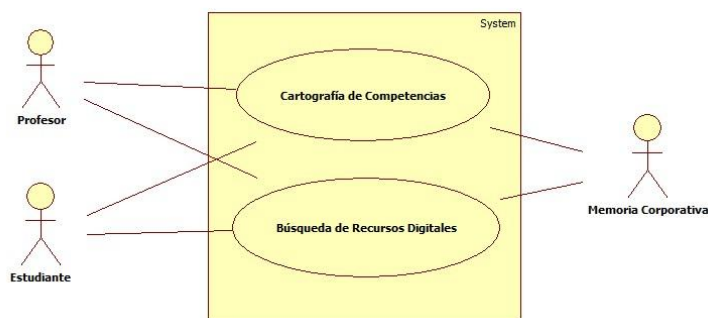 System
Cartografía de Competencias
Profesor
Memoria Corporativa
Búsqueda de Recursos Digitales
Estudiante